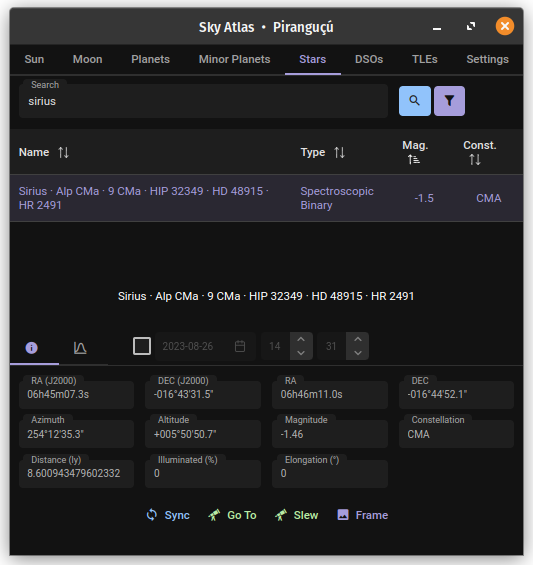 Sky Atlas • Piranguçú
Sun Moon Planets Minor Planets Stars DSOs TLEs Settings
Search
sirius
Name Type Mag. Const.
Sirius · Alp CMa · 9 CMa · HIP 32349 · HD 48915 ·
HR 2491
Spectroscopic
Binary
-1.5
CMA
Sirius · Alp CMa · 9 CMa · HIP 32349 · HD 48915 · HR 2491
2023-08-26 14 31
RA (J2000) DEC (J2000) RA DEC
06h45m07.3s -016°43'31.5" 06h46m11.0s -016°44'52.1"
Azimuth Altitude Magnitude Constellation
254°12'35.3" +005°50'50.7" -1.46 CMA
Distance (ly) Illuminated (%) Elongation (°)
8.600943479602332 0 0
Sync Go To Slew Frame